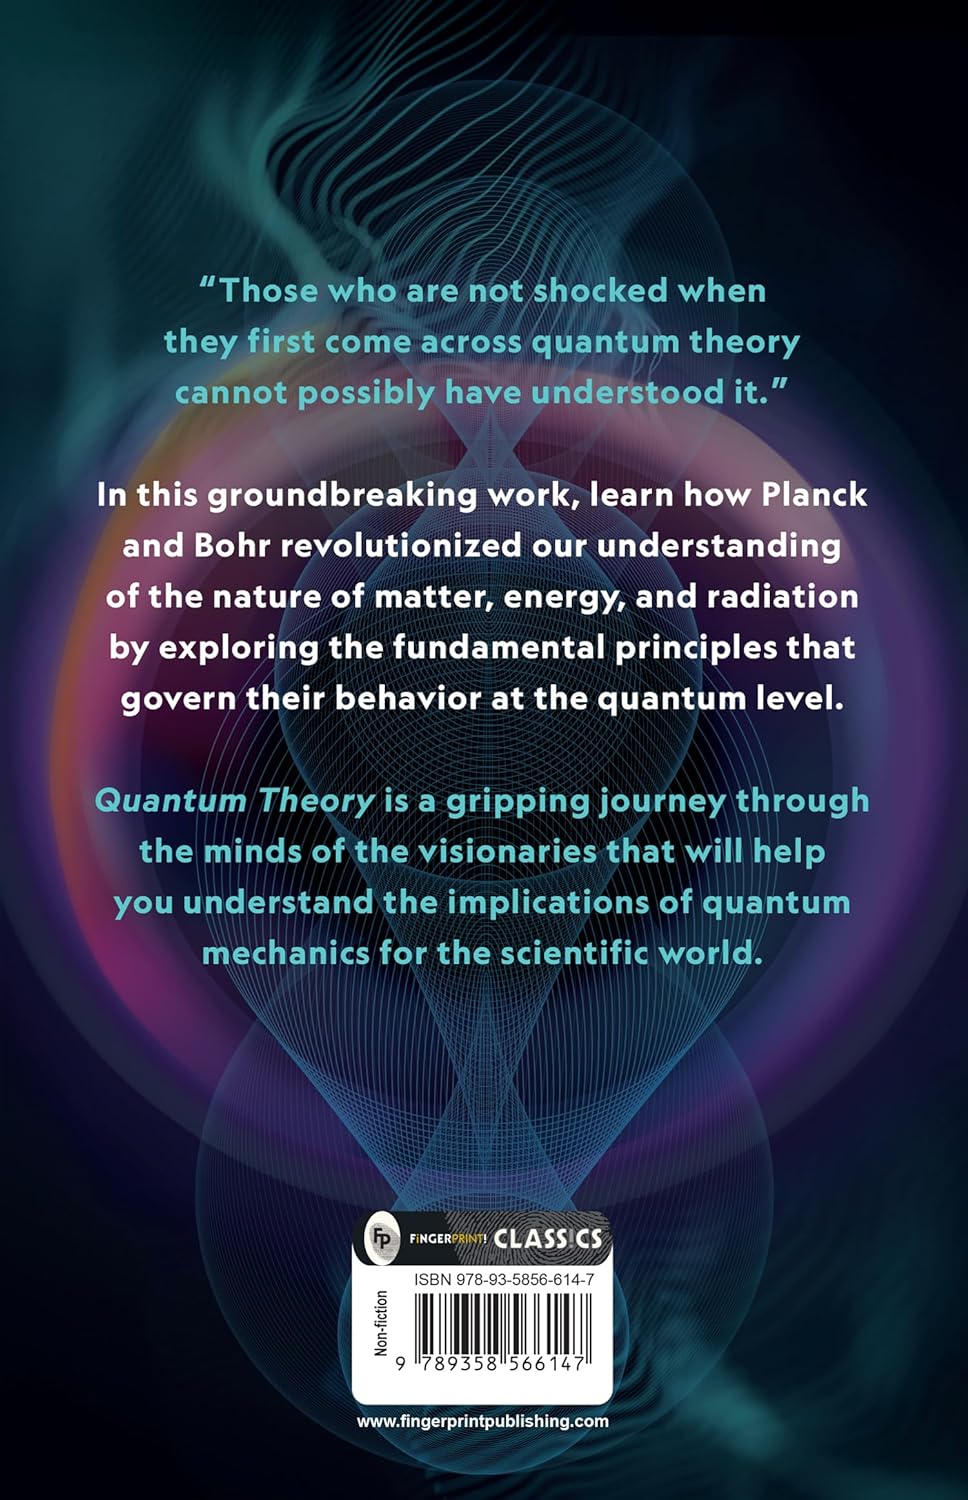 “Those who are not shocked when
they first come across quantum theory
cannot possibly have understood it.”
In this groundbreaking work, learn how Planck
and Bohr revolutionized our understanding
of the nature of matter, energy, and radiation
by exploring the fundamental principles that
govern their behavior at the quantum level.
Quantum Theory is a gripping journey through
the minds of the visionaries that will help
you understand the implications of quantum
mechanics for the scientific world.
FP FiNGERPRINT! CLASSICS
ISBN 978-93-5856-614-7
Non-fiction
9 789358 566147
www.fingerprintpublishing.com